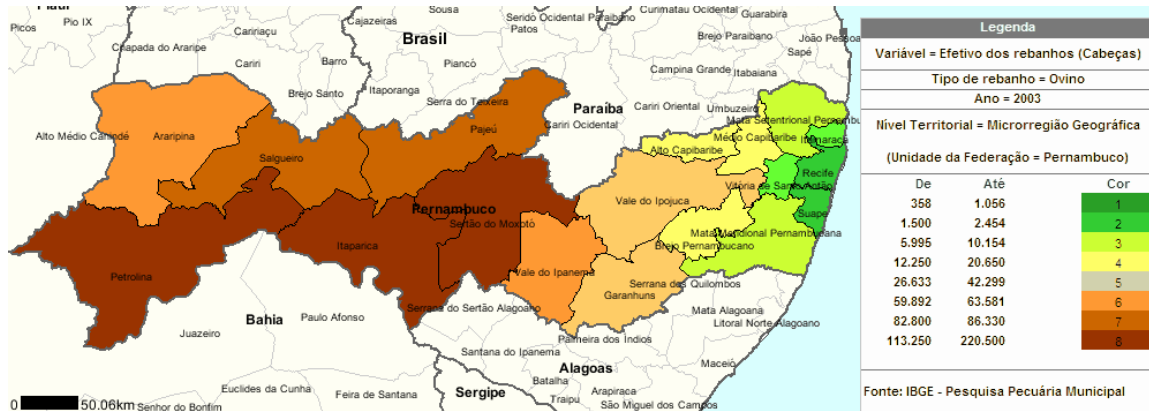 Piauí
Pio IX
Picos
Caririaçu
Cajazeiras
Sousa
Patos
Seridó Ocidental Paraibano
Curimataú Ocidental
Guarabira
Chapada do Araripe
Brasil
Brejo Paraibano
João Pessoa
Sapé
Cariri
Barro
Piancó
Campina Grande
Itabaiana
Brejo Santo
Itaporanga
Serra do Teixeira
Paraíba
Cariri Oriental
Umbuzeiro
Mata Setentrional Pernambu
Alto Médio Canindé
Araripina
Pajeú
Cariri Ocidental
Médio Capibaribe
Itamaracá
Alto Capibaribe
Salgueiro
Recife
Vitória de Santo Antão
Vale do Ipojuca
Pernambuco
Suape
Sertão do Moxotó
Mata Meridional Pernambucana
Itaparica
Brejo Pernambucano
Petrolina
Vale do Ipanema
Serrana dos Quilombos
Garanhuns
Serrana do Sertão Alagoano
Mata Alagoana
Bahia
Paulo Afonso
Litoral Norte Alagoano
Juazeiro
Palmeira dos Índios
Santana do Ipanema
Maceió
Alagoas
Euclides da Cunha
Batalha
Feira de Santana
Sergipe
Arapiraca
Traipu
São Miguel dos Campos
Senhor do Bonfim
0 50.06km
Legenda
Variável = Efetivo dos rebanhos (Cabeças)
Tipo de rebanho = Ovino
Ano = 2003
Nível Territorial = Microrregião Geográfica
(Unidade da Federação = Pernambuco)
De Até Cor
358 1.056 1
1.500 2.454 2
5.995 10.154 3
12.250 20.650 4
26.633 42.299 5
59.892 63.581 6
82.800 86.330 7
113.250 220.500 8
Fonte: IBGE - Pesquisa Pecuária Municipal